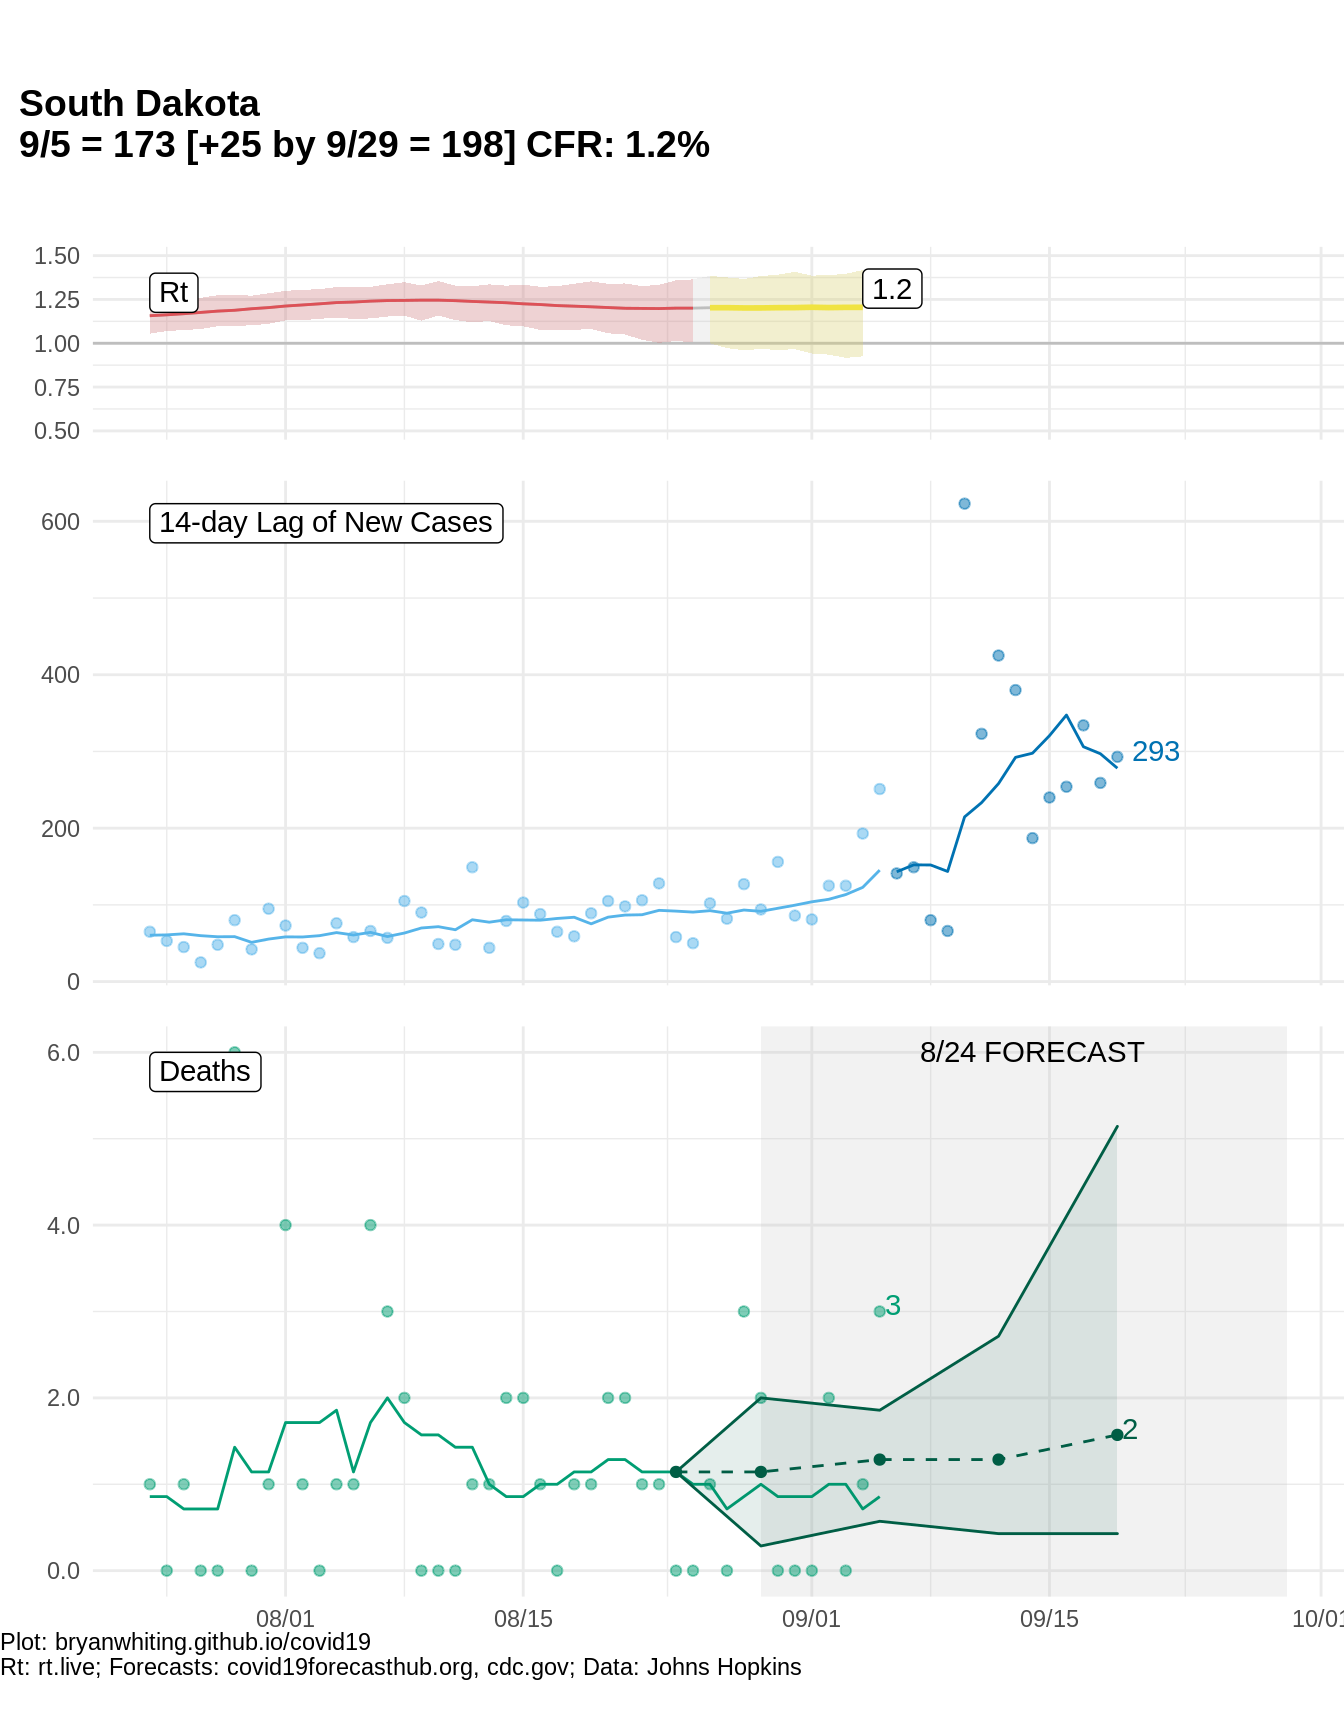 South Dakota
9/5 = 173 [+25 by 9/29 = 198] CFR: 1.2%
1.50
1.25
1.00
0.75
0.50
Rt
1.2
600
400
200
0
14-day Lag of New Cases
293
6.0
4.0
2.0
0.0
Deaths
8/24 FORECAST
3
2
08/01 08/15 09/01 09/15 10/01
Plot: bryanwhiting.github.io/covid19
Rt: rt.live; Forecasts: covid19forecasthub.org, cdc.gov; Data: Johns Hopkins